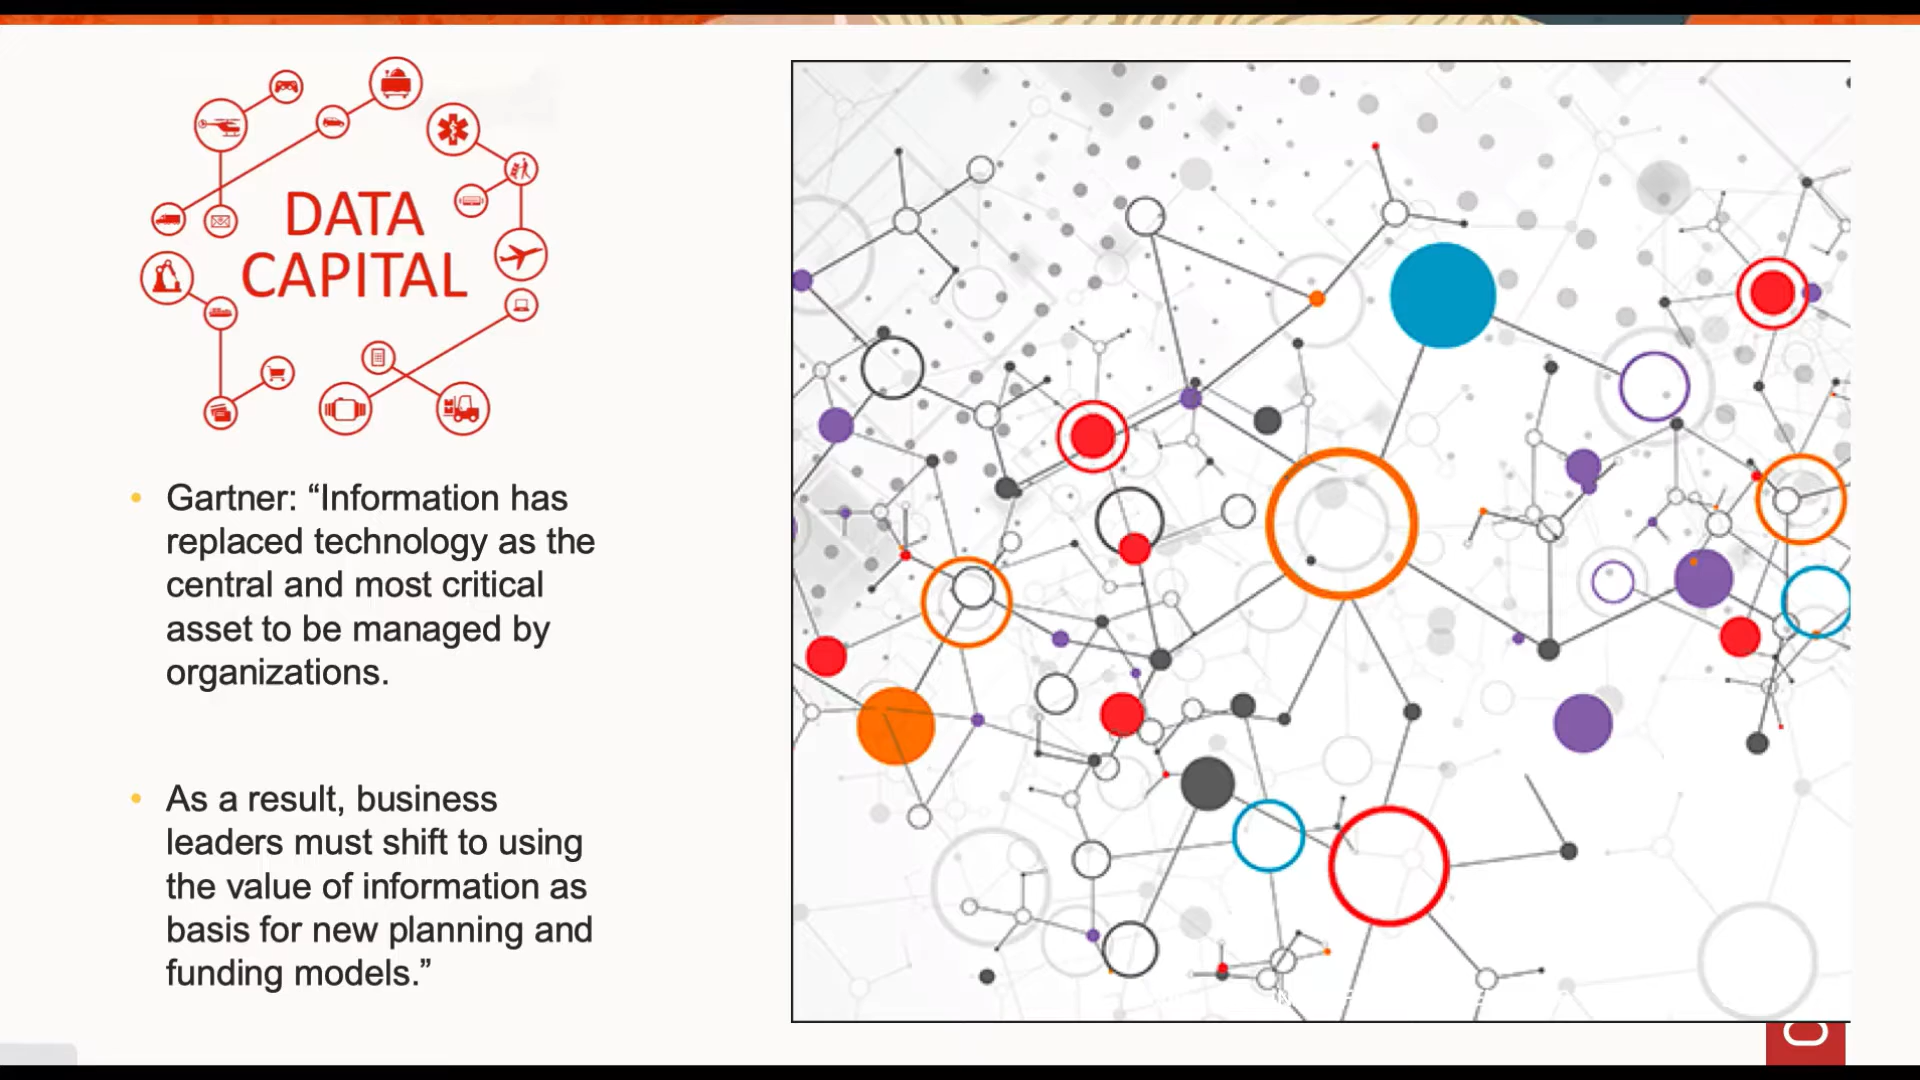 DATA
CAPITAL
• Gartner: “Information has
replaced technology as the
central and most critical
asset to be managed by
organizations.
• As a result, business
leaders must shift to using
the value of information as
basis for new planning and
funding models.”